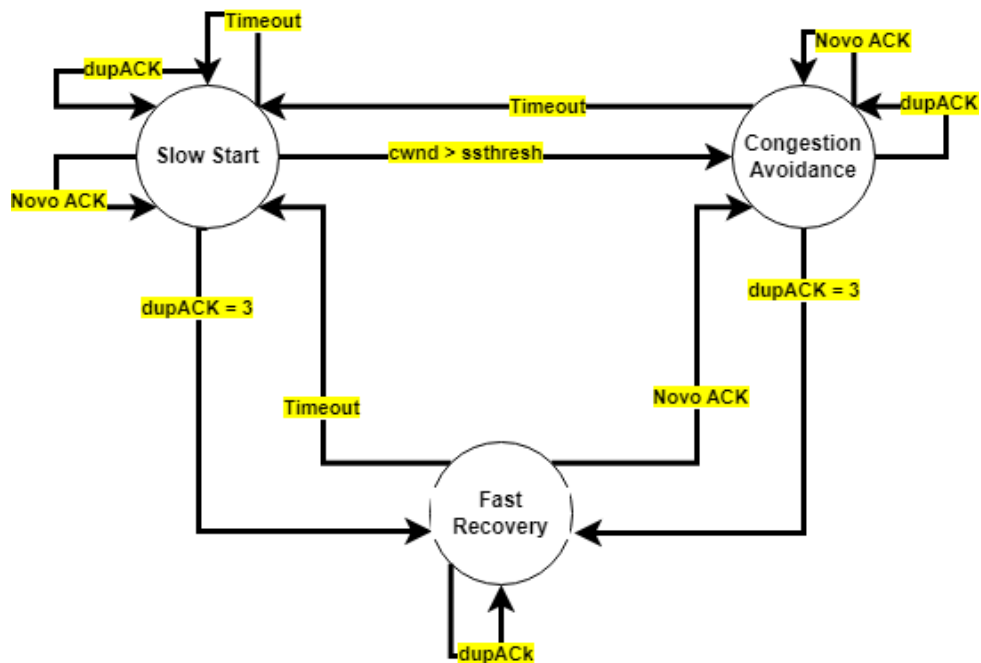 Timeout
Novo ACK
dupACK
dupACK
Timeout
Slow Start
cwnd > ssthresh
Congestion
Avoidance
Novo ACK
dupACK = 3
dupACK = 3
Timeout
Novo ACK
Fast
Recovery
dupACk